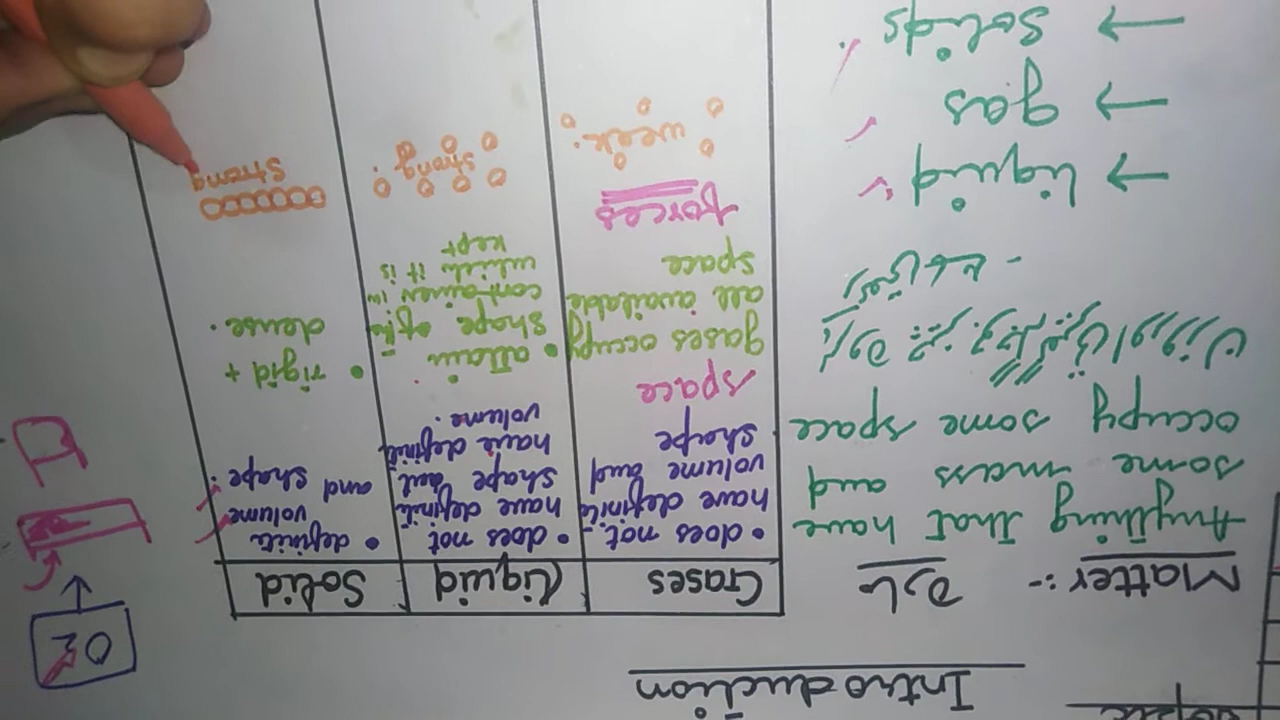 Introduction
Matter :- مادہ
Anything that have
some mass and
occupy some space
→ liquid
→ gas
→ Solids
Gases
• does not
have definite
volume and
shape
space
gases occupy
all available
space
forces
weak.
Liquid
• does not
have definite
shape but
have definite
volume.
• attain
shape of the
container in
which it is
kept
strong.
Solid
• definite
volume
and shape.
• rigid +
dense.
Strong
O2